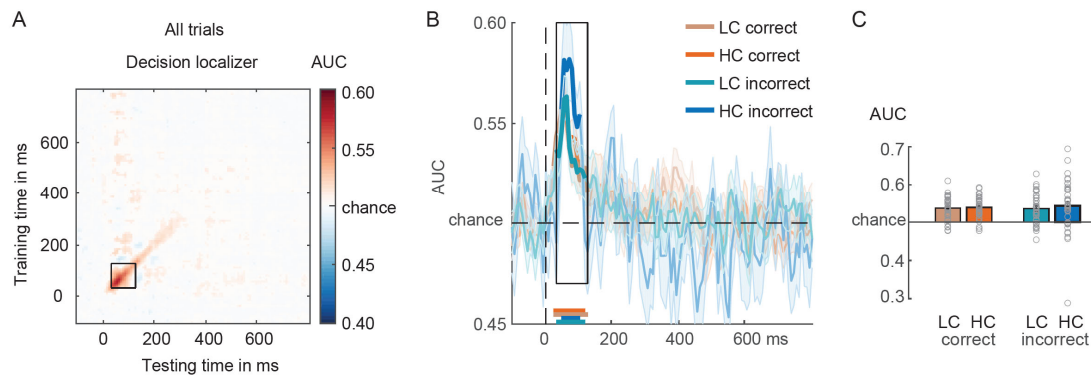 A
All trials
Decision localizer
AUC
0.60
0.55
chance
0.45
0.40
Training time in ms
600
400
200
0
0 200 400 600
Testing time in ms
B
0.60
0.55
AUC
chance
0.45
0 200 400 600 ms
LC correct
HC correct
LC incorrect
HC incorrect
C
AUC
0.7
0.6
chance
0.4
0.3
LC HC LC HC
correct incorrect